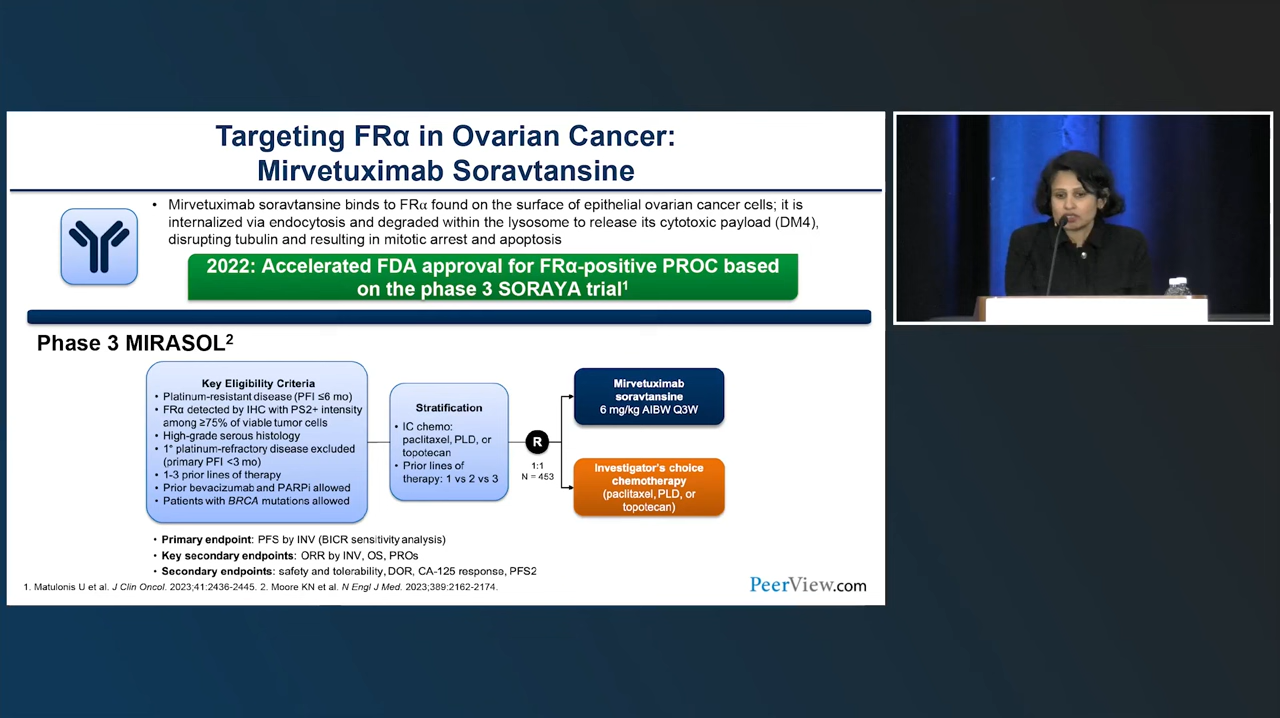 Targeting FRα in Ovarian Cancer:
Mirvetuximab Soravtansine
• Mirvetuximab soravtansine binds to FRα found on the surface of epithelial ovarian cancer cells; it is
internalized via endocytosis and degraded within the lysosome to release its cytotoxic payload (DM4),
disrupting tubulin and resulting in mitotic arrest and apoptosis
2022: Accelerated FDA approval for FRα-positive PROC based
on the phase 3 SORAYA trial¹
Phase 3 MIRASOL²
Key Eligibility Criteria
• Platinum-resistant disease (PFI ≤6 mo)
• FRα detected by IHC with PS2+ intensity
among ≥75% of viable tumor cells
• High-grade serous histology
• 1° platinum-refractory disease excluded
(primary PFI <3 mo)
• 1-3 prior lines of therapy
• Prior bevacizumab and PARPi allowed
• Patients with BRCA mutations allowed
Stratification
• IC chemo:
paclitaxel, PLD, or
topotecan
• Prior lines of
therapy: 1 vs 2 vs 3
R
1:1
N = 453
Mirvetuximab
soravtansine
6 mg/kg AIBW Q3W
Investigator's choice
chemotherapy
(paclitaxel, PLD, or
topotecan)
• Primary endpoint: PFS by INV (BICR sensitivity analysis)
• Key secondary endpoints: ORR by INV, OS, PROs
• Secondary endpoints: safety and tolerability, DOR, CA-125 response, PFS2
1. Matulonis U et al. J Clin Oncol. 2023;41:2436-2445. 2. Moore KN et al. N Engl J Med. 2023;389:2162-2174.
PeerView.com